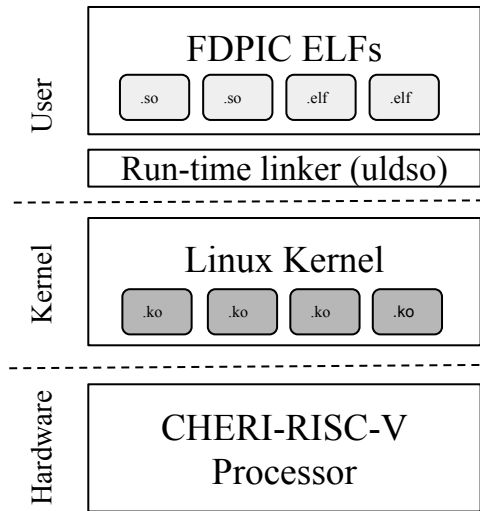 User
FDPIC ELFs
.so .so .elf .elf
Run-time linker (uldso)
Kernel
Linux Kernel
.ko .ko .ko .ko
Hardware
CHERI-RISC-V
Processor